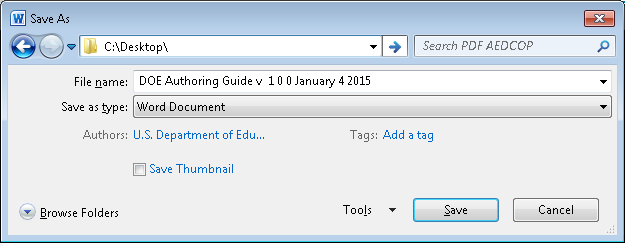 Save As
C:\Desktop\
Search PDF AEDCOP
File name: DOE Authoring Guide v 1 0 0 January 4 2015
Save as type: Word Document
Authors: U.S. Department of Edu... Tags: Add a tag
Save Thumbnail
Browse Folders Tools Save Cancel